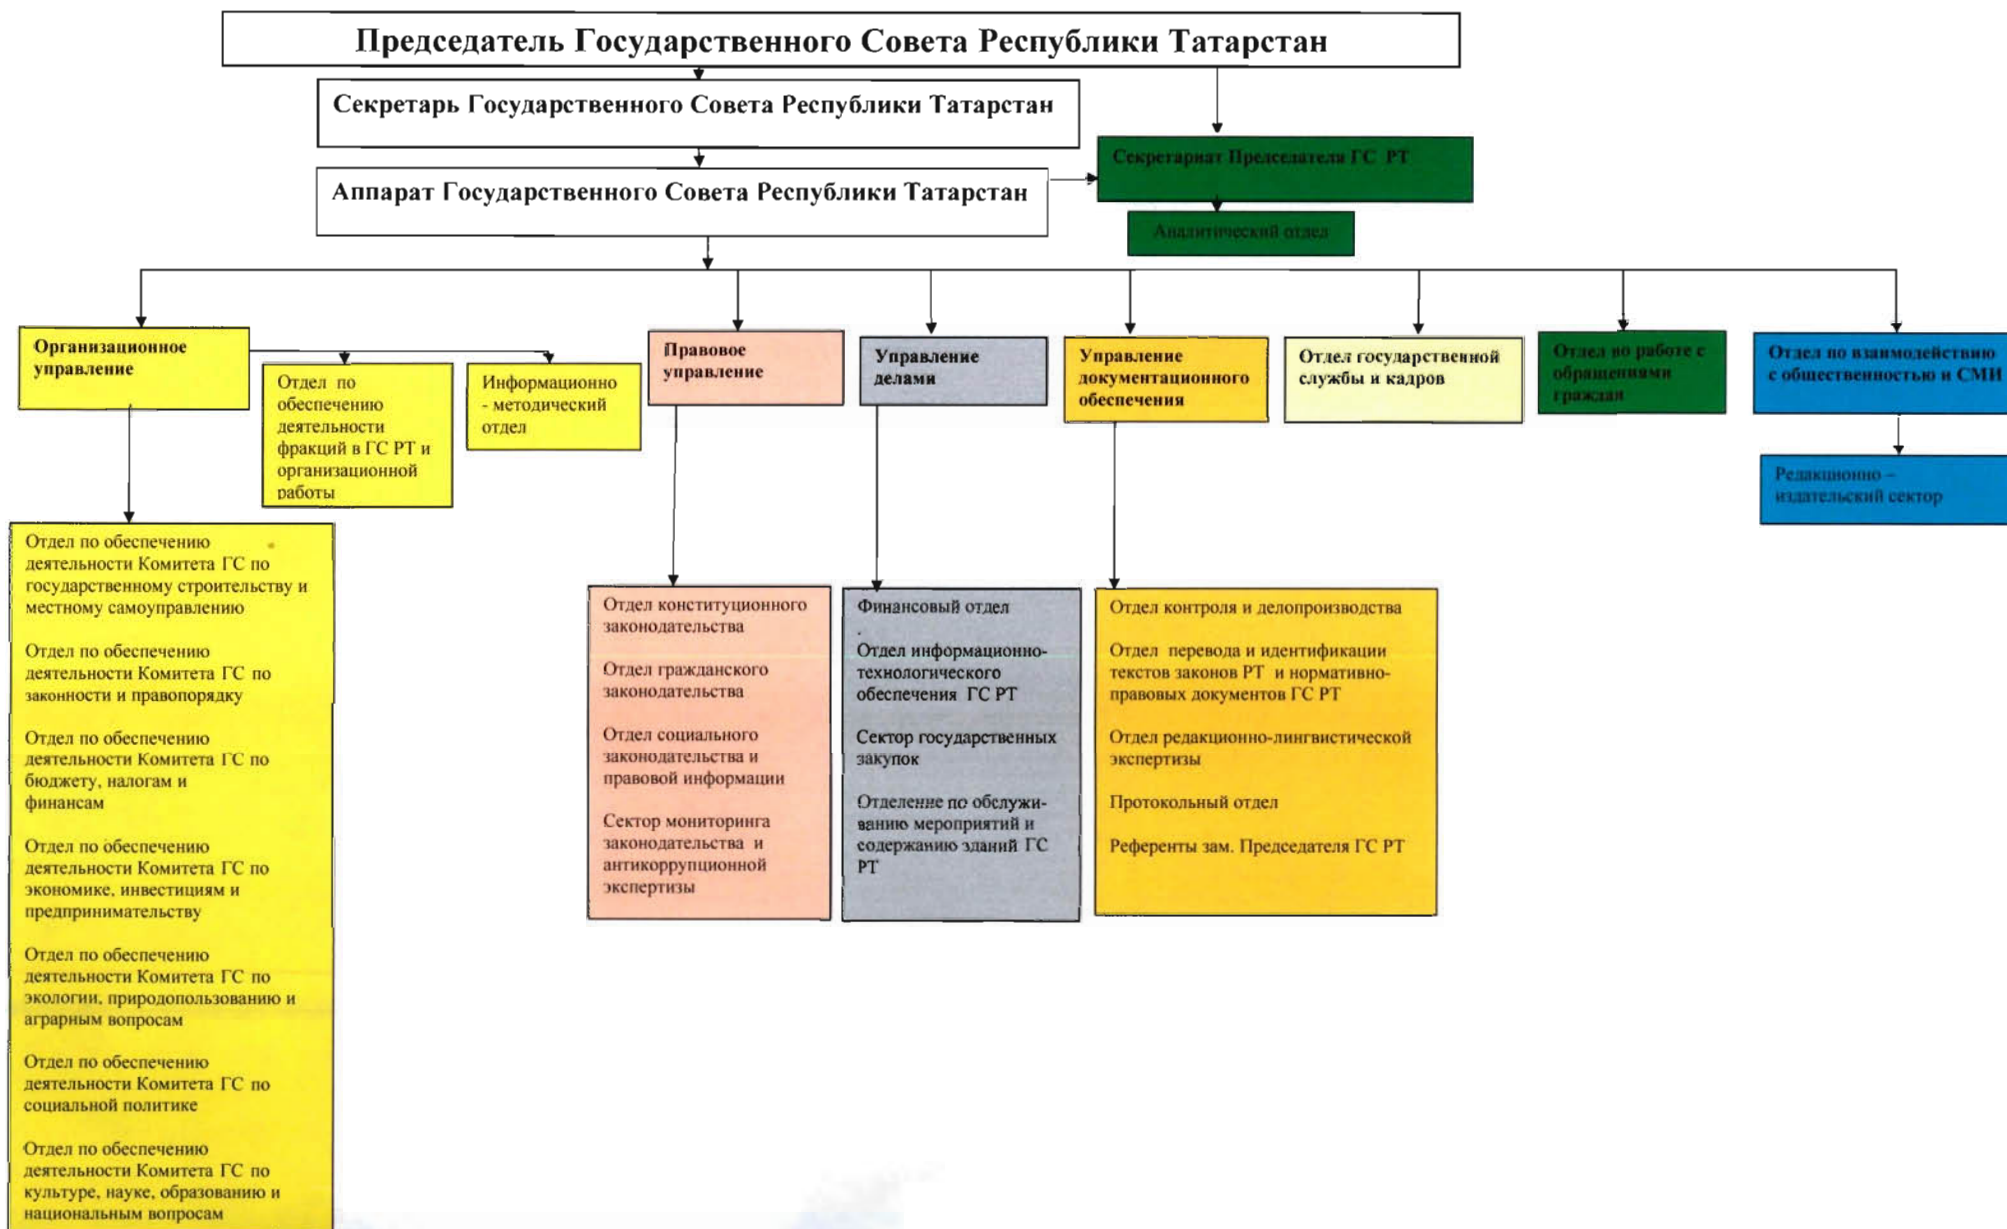 Председатель Государственного Совета Республики Татарстан
Секретарь Государственного Совета Республики Татарстан
Секретариат Председателя ГС РТ
Аппарат Государственного Совета Республики Татарстан
Аналитический отдел
Организационное
управление
Отдел по
обеспечению
деятельности
фракций в ГС РТ и
организационной
работы
Информационно
- методический
отдел
Правовое
управление
Управление
делами
Управление
документационного
обеспечения
Отдел государственной
службы и кадров
Отдел по работе с
обращениями
граждан
Отдел по взаимодействию
с общественностью и СМИ
Редакционно –
издательский сектор
Отдел по обеспечению
деятельности Комитета ГС по
государственному строительству и
местному самоуправлению
Отдел по обеспечению
деятельности Комитета ГС по
законности и правопорядку
Отдел по обеспечению
деятельности Комитета ГС по
бюджету, налогам и
финансам
Отдел по обеспечению
деятельности Комитета ГС по
экономике, инвестициям и
предпринимательству
Отдел по обеспечению
деятельности Комитета ГС по
экологии, природопользованию и
аграрным вопросам
Отдел по обеспечению
деятельности Комитета ГС по
социальной политике
Отдел по обеспечению
деятельности Комитета ГС по
культуре, науке, образованию и
национальным вопросам
Отдел конституционного
законодательства
Отдел гражданского
законодательства
Отдел социального
законодательства и
правовой информации
Сектор мониторинга
законодательства и
антикоррупционной
экспертизы
Финансовый отдел
.
Отдел информационно-
технологического
обеспечения ГС РТ
Сектор государственных
закупок
Отделение по обслужи-
ванию мероприятий и
содержанию зданий ГС
РТ
Отдел контроля и делопроизводства
Отдел перевода и идентификации
текстов законов РТ и нормативно-
правовых документов ГС РТ
Отдел редакционно-лингвистической
экспертизы
Протокольный отдел
Референты зам. Председателя ГС РТ